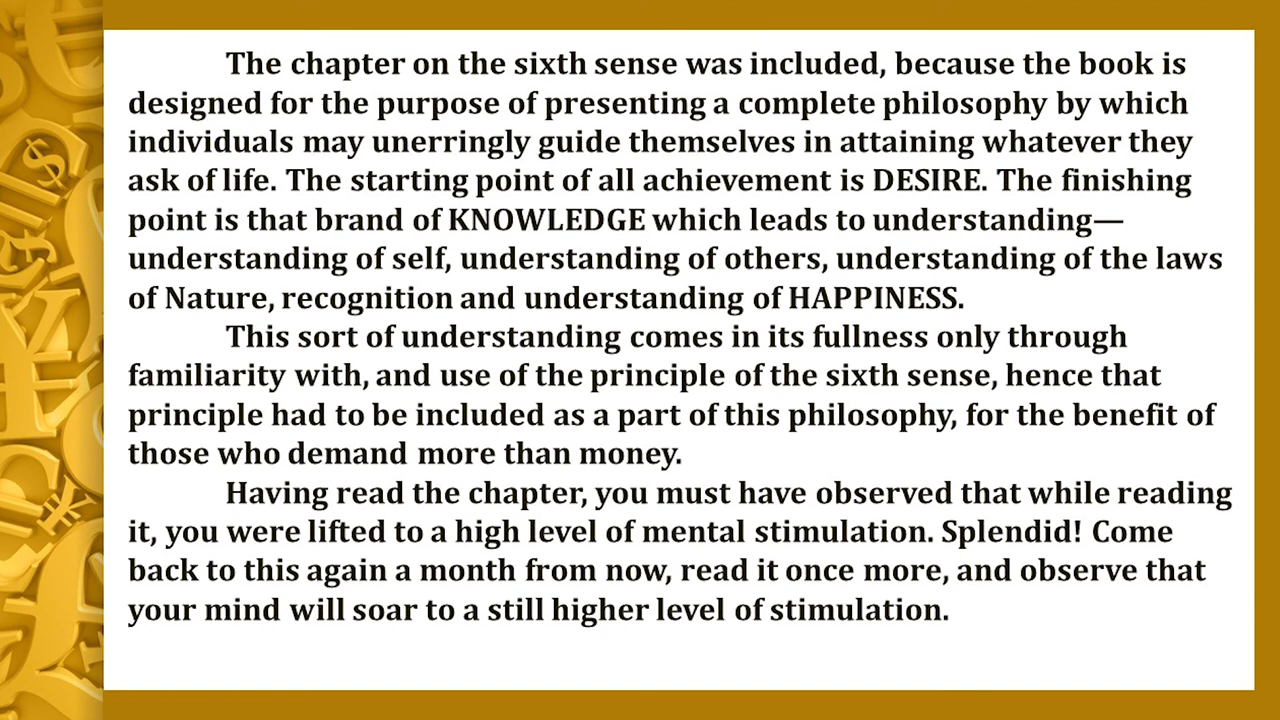 The chapter on the sixth sense was included, because the book is
designed for the purpose of presenting a complete philosophy by which
individuals may unerringly guide themselves in attaining whatever they
ask of life. The starting point of all achievement is DESIRE. The finishing
point is that brand of KNOWLEDGE which leads to understanding—
understanding of self, understanding of others, understanding of the laws
of Nature, recognition and understanding of HAPPINESS.
This sort of understanding comes in its fullness only through
familiarity with, and use of the principle of the sixth sense, hence that
principle had to be included as a part of this philosophy, for the benefit of
those who demand more than money.
Having read the chapter, you must have observed that while reading
it, you were lifted to a high level of mental stimulation. Splendid! Come
back to this again a month from now, read it once more, and observe that
your mind will soar to a still higher level of stimulation.